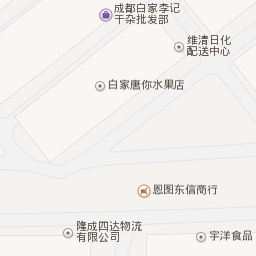 成都白家李记
干杂批发部
维清日化
配送中心
白家唐你水果店
恩图东信商行
隆成四达物流
有限公司
宇洋食品